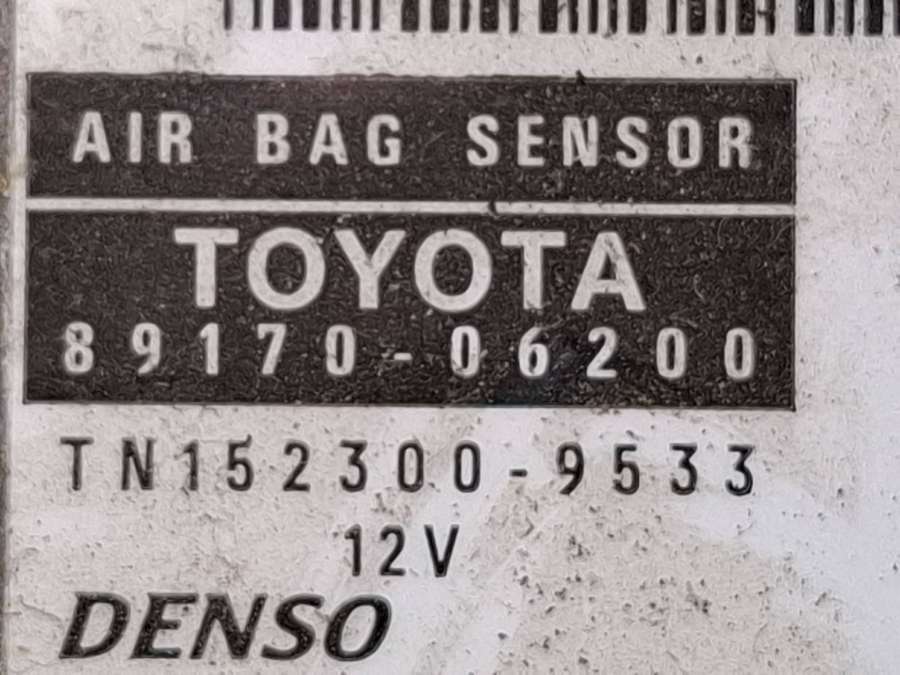 AIR BAG SENSOR
TOYOTA
89170-06200
TN152300-9533
12V
DENSO